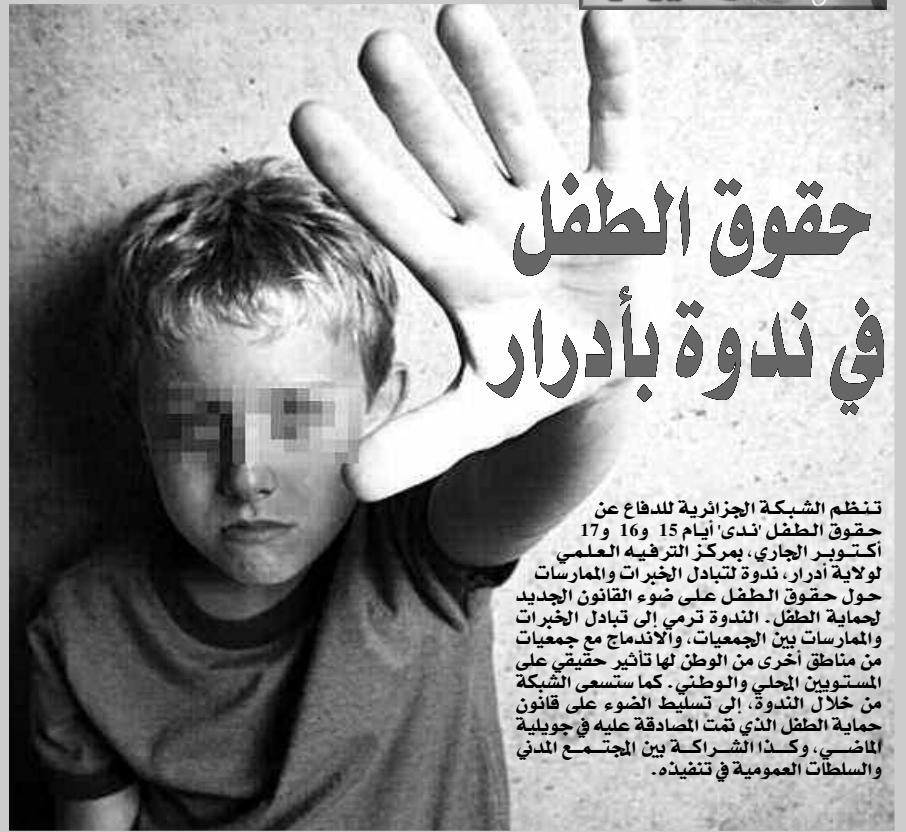 حقوق الطفل
في ندوة بأدرار
تنظم الشبكة الجزائرية للدفاع عن
حقوق الطفل 'ندى' أيام 15 و16 و17
أكتوبر الجاري، بمركز الترفيه العلمي
لولاية أدرار، ندوة لتبادل الخبرات والممارسات
حول حقوق الطفل على ضوء القانون الجديد
لحماية الطفل. الندوة ترمي إلى تبادل الخبرات
والممارسات بين الجمعيات، والاندماج مع جمعيات
من مناطق أخرى من الوطن لها تأثير حقيقي على
المستويين المحلي والوطني. كما ستسعى الشبكة
من خلال الندوة، إلى تسليط الضوء على قانون
حماية الطفل الذي تمت المصادقة عليه في جويلية
الماضي، وكذا الشراكة بين المجتمع المدني
والسلطات العمومية في تنفيذه.